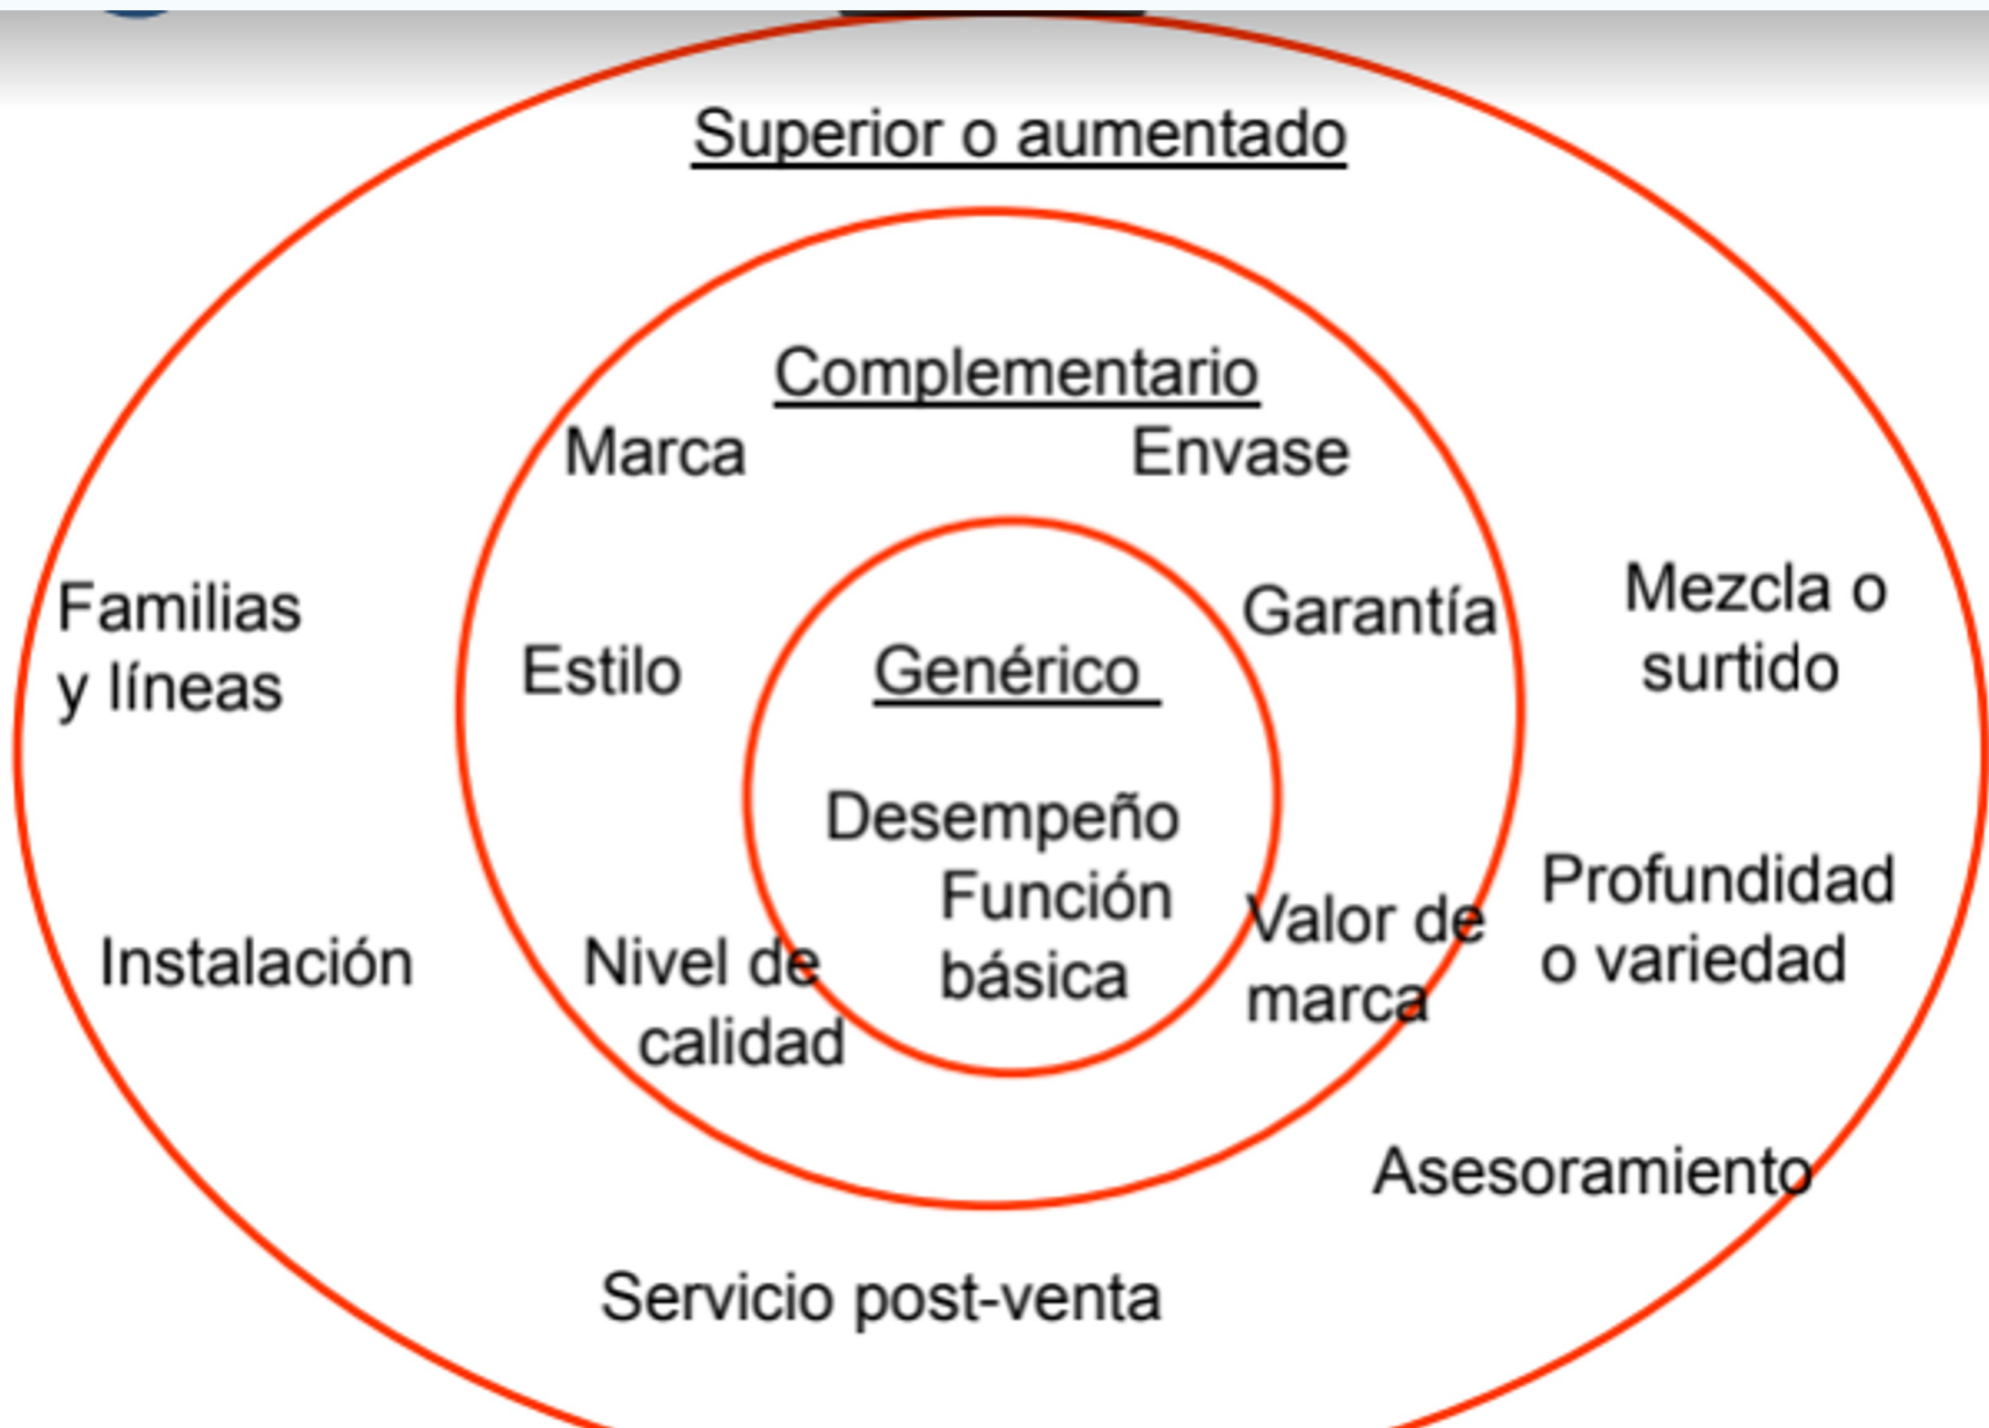 Superior o aumentado
Complementario
Marca
Envase
Familias
y líneas
Estilo
Genérico
Garantía
Mezcla o
surtido
Desempeño
Función
básica
Nivel de
calidad
Valor de
marca
Profundidad
o variedad
Instalación
Asesoramiento
Servicio post-venta